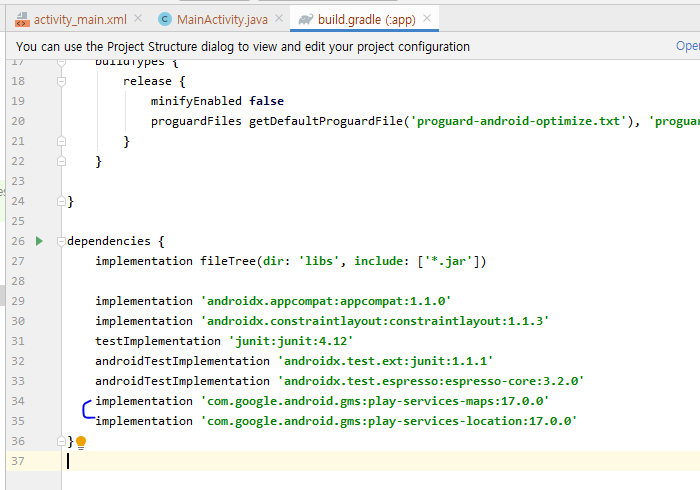 activity_main.xml
MainActivity.java
build.gradle (:app)
You can use the Project Structure dialog to view and edit your project configuration
17 buildTypes {
18 release {
19 minifyEnabled false
20 proguardFiles getDefaultProguardFile('proguard-android-optimize.txt'),
21 }
22 }
23
24 }
25
26 dependencies {
27 implementation fileTree(dir: 'libs', include: ['*.jar'])
28
29 implementation 'androidx.appcompat:appcompat:1.1.0'
30 implementation 'androidx.constraintlayout:constraintlayout:1.1.3'
31 testImplementation 'junit:junit:4.12'
32 androidTestImplementation 'androidx.test.ext:junit:1.1.1'
33 androidTestImplementation 'androidx.test.espresso:espresso-core:3.2.0'
34 implementation 'com.google.android.gms:play-services-maps:17.0.0'
35 implementation 'com.google.android.gms:play-services-location:17.0.0'
36 }
37